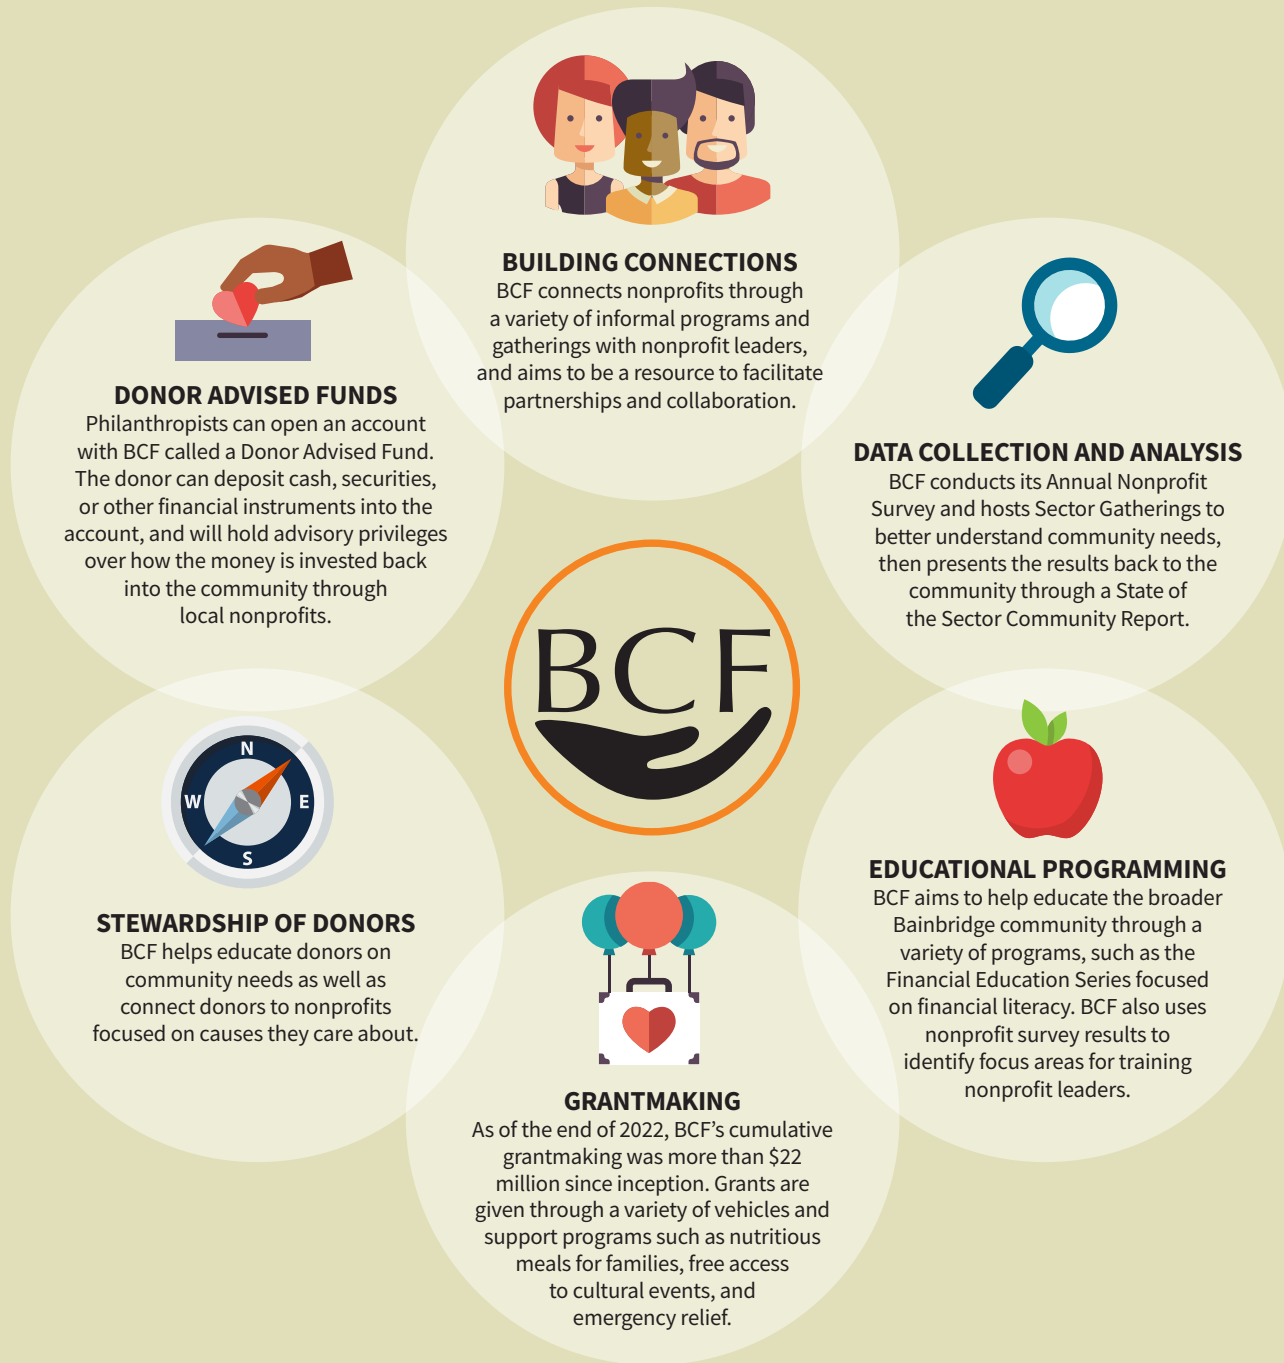 BUILDING CONNECTIONS
BCF connects nonprofits through
a variety of informal programs and
gatherings with nonprofit leaders,
and aims to be a resource to facilitate
partnerships and collaboration.
DONOR ADVISED FUNDS
Philanthropists can open an account
with BCF called a Donor Advised Fund.
The donor can deposit cash, securities,
or other financial instruments into the
account, and will hold advisory privileges
over how the money is invested back
into the community through
local nonprofits.
DATA COLLECTION AND ANALYSIS
BCF conducts its Annual Nonprofit
Survey and hosts Sector Gatherings to
better understand community needs,
then presents the results back to the
community through a State of
the Sector Community Report.
BCF
N
W
E
S
STEWARDSHIP OF DONORS
BCF helps educate donors on
community needs as well as
connect donors to nonprofits
focused on causes they care about.
EDUCATIONAL PROGRAMMING
BCF aims to help educate the broader
Bainbridge community through a
variety of programs, such as the
Financial Education Series focused
on financial literacy. BCF also uses
nonprofit survey results to
identify focus areas for training
nonprofit leaders.
GRANTMAKING
As of the end of 2022, BCF’s cumulative
grantmaking was more than $22
million since inception. Grants are
given through a variety of vehicles and
support programs such as nutritious
meals for families, free access
to cultural events, and
emergency relief.